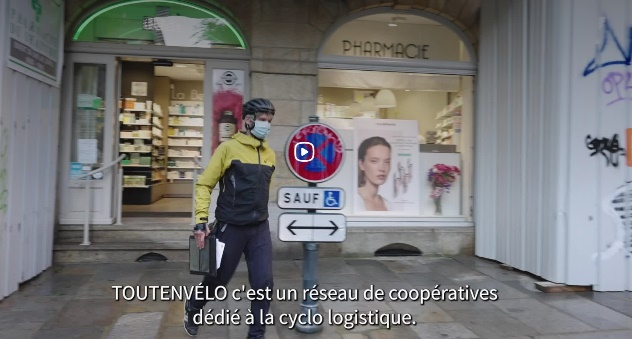 PHARMACIE
SAUF
TOUTENVÉLO c'est un réseau de coopératives
dédié à la cyclo logistique.